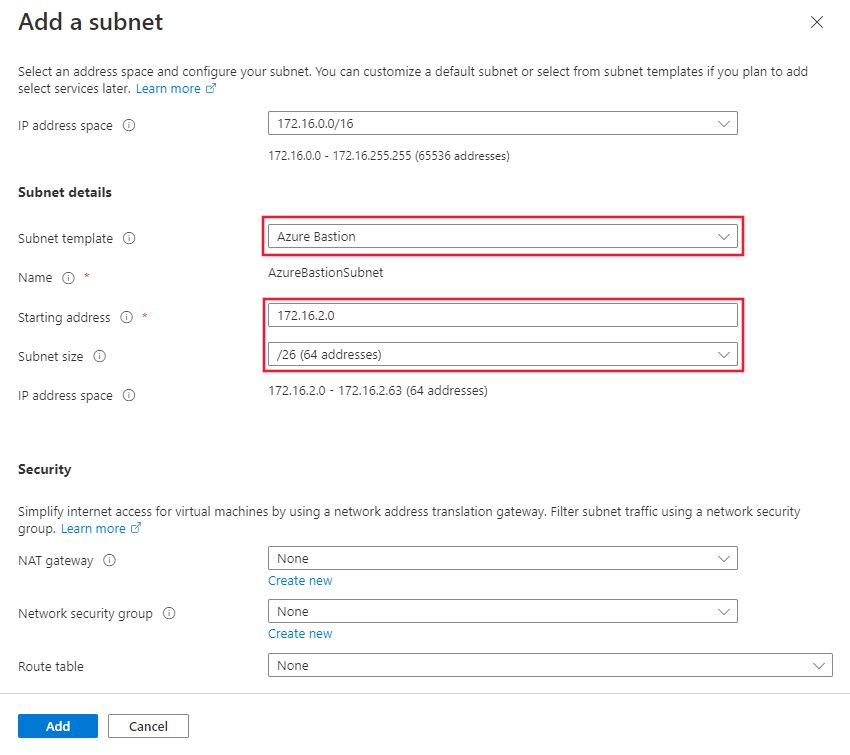 Add a subnet
Select an address space and configure your subnet. You can customize a default subnet or select from subnet templates if you plan to add
select services later. Learn more
IP address space
172.16.0.0/16
172.16.0.0 - 172.16.255.255 (65536 addresses)
Subnet details
Subnet template
Azure Bastion
Name *
AzureBastionSubnet
Starting address *
172.16.2.0
Subnet size
/26 (64 addresses)
IP address space
172.16.2.0 - 172.16.2.63 (64 addresses)
Security
Simplify internet access for virtual machines by using a network address translation gateway. Filter subnet traffic using a network security
group. Learn more
NAT gateway
None
Create new
Network security group
None
Create new
Route table
None
Add
Cancel